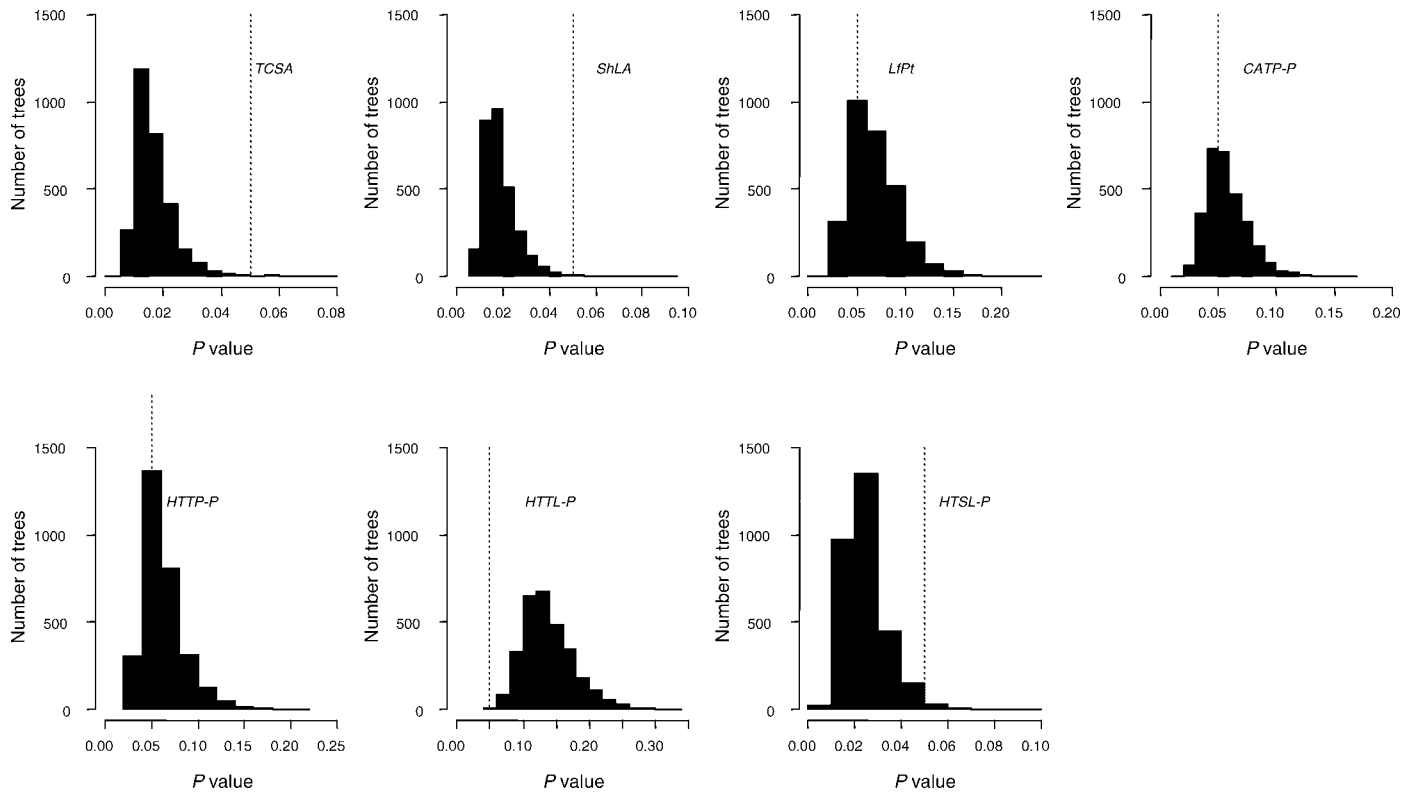 1500
1000
500
0
Number of trees
TCSA
0.00 0.02 0.04 0.06 0.08
P value
1500
1000
500
0
Number of trees
ShLA
0.00 0.02 0.04 0.06 0.08 0.10
P value
1500
1000
500
0
Number of trees
LfPt
0.00 0.05 0.10 0.15 0.20
P value
1500
1000
500
0
Number of trees
CATP-P
0.00 0.05 0.10 0.15 0.20
P value
1500
1000
500
0
Number of trees
HTTP-P
0.00 0.05 0.10 0.15 0.20 0.25
P value
1500
1000
500
0
Number of trees
HTTL-P
0.00 0.10 0.20 0.30
P value
1500
1000
500
0
Number of trees
HTSL-P
0.00 0.02 0.04 0.06 0.08 0.10
P value